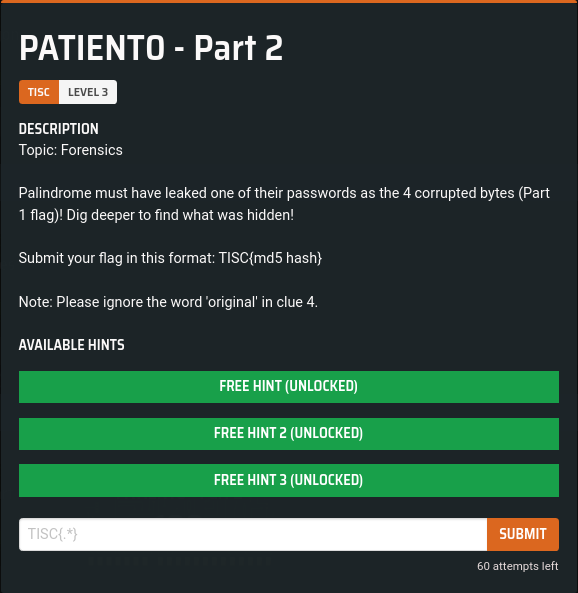 PATIENT0 - Part 2
TISC LEVEL 3
DESCRIPTION
Topic: Forensics
Palindrome must have leaked one of their passwords as the 4 corrupted bytes (Part
1 flag)! Dig deeper to find what was hidden!
Submit your flag in this format: TISC{md5 hash}
Note: Please ignore the word 'original' in clue 4.
AVAILABLE HINTS
FREE HINT (UNLOCKED)
FREE HINT 2 (UNLOCKED)
FREE HINT 3 (UNLOCKED)
TISC{.*} SUBMIT
60 attempts left